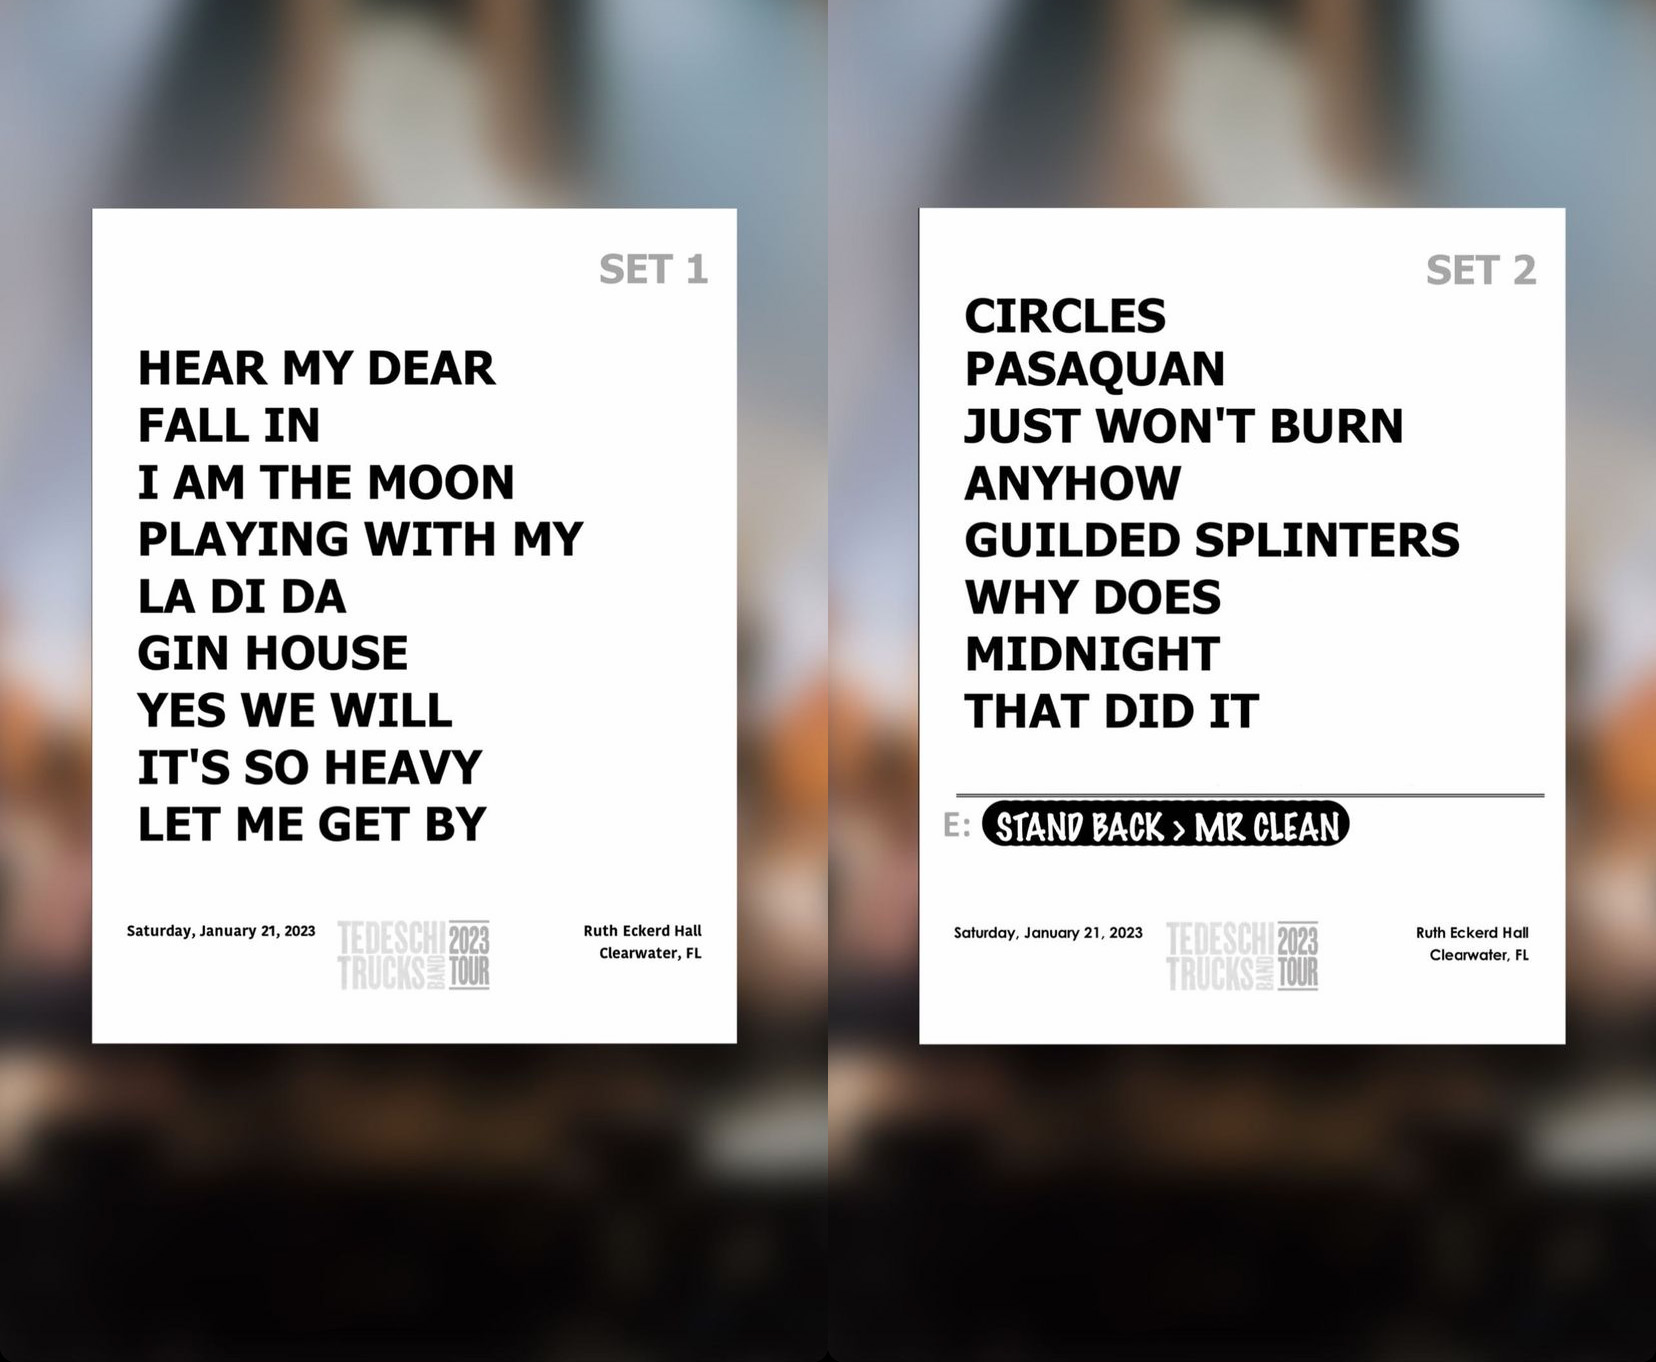 SET 1
HEAR MY DEAR
FALL IN
I AM THE MOON
PLAYING WITH MY
LA DI DA
GIN HOUSE
YES WE WILL
IT'S SO HEAVY
LET ME GET BY
Saturday, January 21, 2023
TEDESCHI
TRUCKS BAND
2023
TOUR
Ruth Eckerd Hall
Clearwater, FL
SET 2
CIRCLES
PASAQUAN
JUST WON'T BURN
ANYHOW
GUILDED SPLINTERS
WHY DOES
MIDNIGHT
THAT DID IT
E: STAND BACK > MR CLEAN
Saturday, January 21, 2023
TEDESCHI
TRUCKS BAND
2023
TOUR
Ruth Eckerd Hall
Clearwater, FL